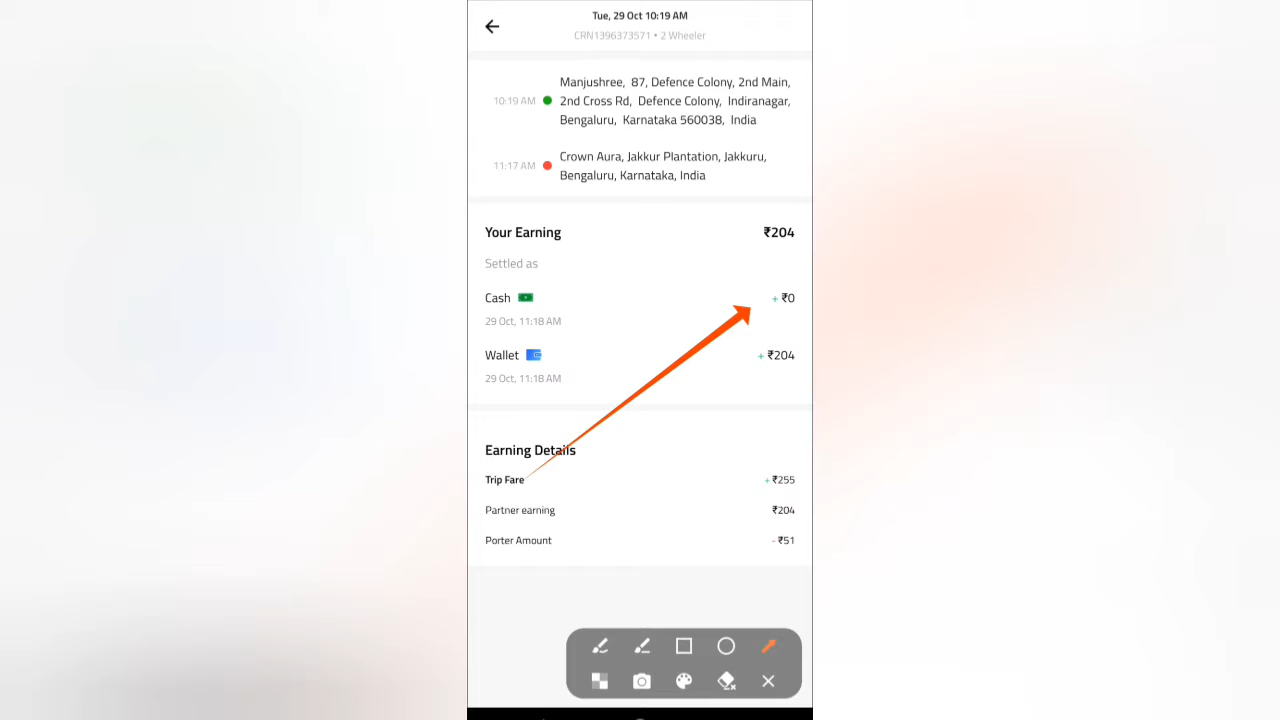 Tue, 29 Oct 10:19 AM
CRN1396373571 • 2 Wheeler
Manjushree, 87, Defence Colony, 2nd Main,
10:19 AM 2nd Cross Rd, Defence Colony, Indiranagar,
Bengaluru, Karnataka 560038, India
Crown Aura, Jakkur Plantation, Jakkuru,
11:17 AM Bengaluru, Karnataka, India
Your Earning ₹204
Settled as
Cash + ₹0
29 Oct, 11:18 AM
Wallet + ₹204
29 Oct, 11:18 AM
Earning Details
Trip Fare + ₹255
Partner earning ₹204
Porter Amount - ₹51